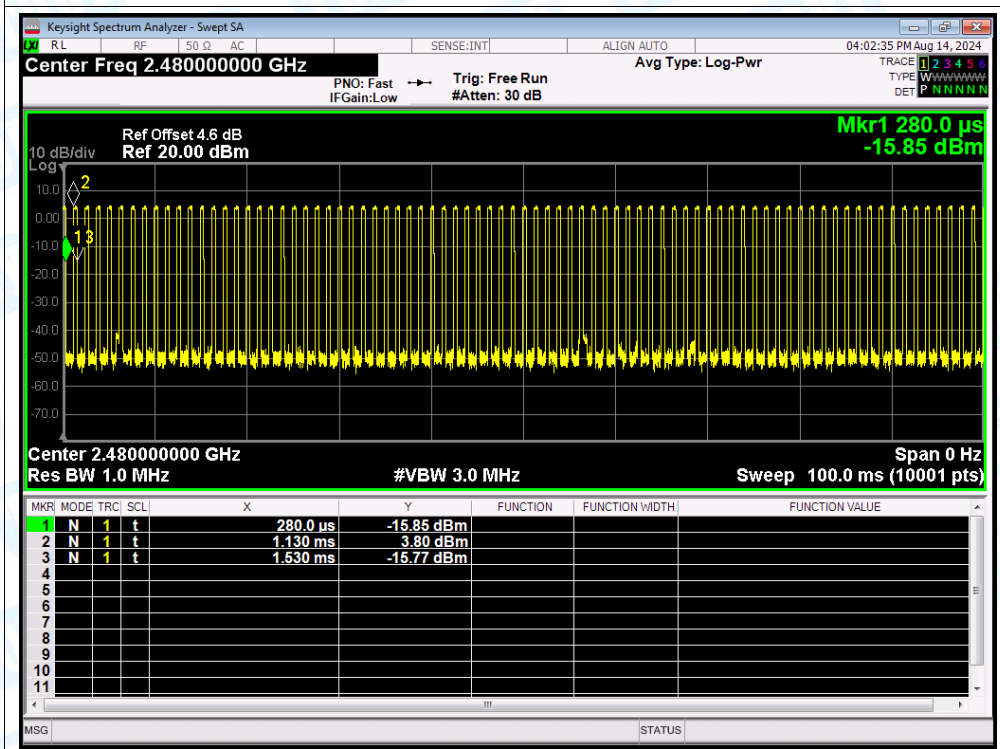 Keysight Spectrum Analyzer - Swept SA
LXI RL RF 50 Ω AC SENSE:INT ALIGN AUTO 04:02:35 PM Aug 14, 2024
Center Freq 2.480000000 GHz Avg Type: Log-Pwr TRACE 1 2 3 4 5 6
PNO: Fast Trig: Free Run TYPE WWWWWW
IFGain:Low #Atten: 30 dB DET P N N N N N
Mkr1 280.0 µs
-15.85 dBm
Ref Offset 4.6 dB
10 dB/div Ref 20.00 dBm
Log
10.0
0.00
-10.0
-20.0
-30.0
-40.0
-50.0
-60.0
-70.0
2
1 3
Center 2.480000000 GHz Span 0 Hz
Res BW 1.0 MHz #VBW 3.0 MHz Sweep 100.0 ms (10001 pts)
MKR MODE TRC SCL X Y FUNCTION FUNCTION WIDTH FUNCTION VALUE
1 N 1 t 280.0 µs -15.85 dBm
2 N 1 t 1.130 ms 3.80 dBm
3 N 1 t 1.530 ms -15.77 dBm
4
5
6
7
8
9
10
11
MSG STATUS